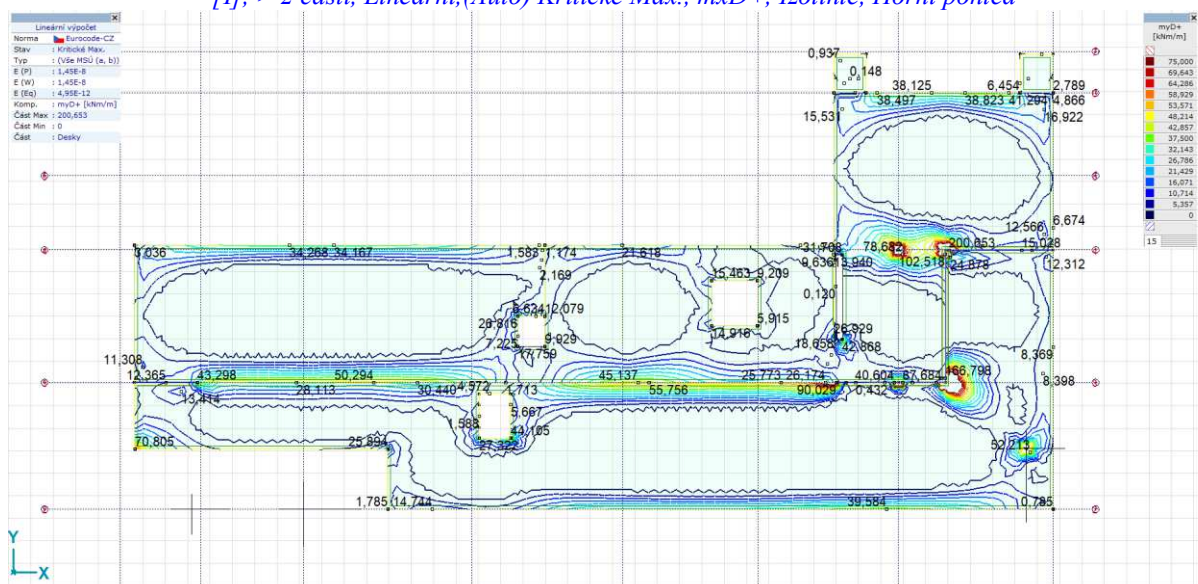 [1], > 2 části, Lineární,(Auto) Kritické Max., mxD+, Izolinie, Horní pohled
Lineární výpočet
Norma Eurocode-CZ
Stav : Kritické Max.
Typ : (Vše MSÚ (a, b))
E (P) : 1,45E-8
E (W) : 1,45E-8
E (Eq) : 4,95E-12
Komp. : myD+ [kNm/m]
Část Max : 200,653
Část Min : 0
Část : Desky
myD+
[kNm/m]
75,000
69,643
64,286
58,929
53,571
48,214
42,857
37,500
32,143
26,786
21,429
16,071
10,714
5,357
0
15
0,937
0,148
38,125 6,454 2,789
38,497 38,823 41,294 4,866
15,531 16,922
6,674
12,566
3,036 34,268 34,167 1,583 1,174 21,618 31,708 78,682 200,653 15,028
9,636 13,940 102,518 24,878 12,312
2,169 15,463 9,209
0,120
6,634 12,079
26,816 5,915 26,929
7,225 9,929 14,916 18,658 42,868
17,759
11,308 8,369
12,365 43,298 50,294 45,137 25,773 26,174 40,604 87,684 166,798 8,398
28,113 30,440 4,572 1,713 55,756 90,029 0,432
13,414
1,588 5,667
44,105
70,805 25,694 27,322 52,213
1,785 14,744 39,584 0,785
Y
X